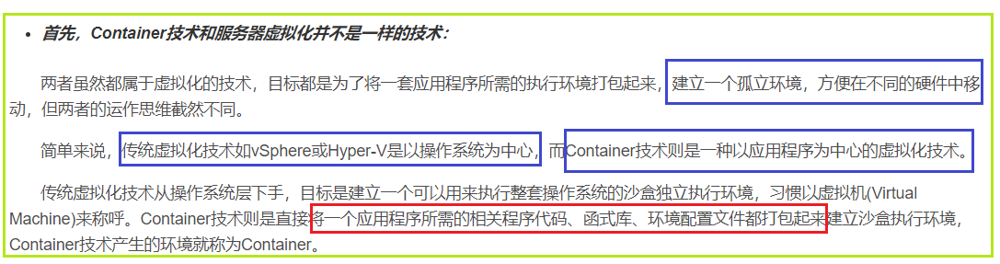 • 首先，Container技术和服务器虚拟化并不是一样的技术：
两者虽然都属于虚拟化的技术，目标都是为了将一套应用程序所需的执行环境打包起来，建立一个孤立环境，方便在不同的硬件中移
动，但两者的运作思维截然不同。
简单来说，传统虚拟化技术如vSphere或Hyper-V是以操作系统为中心，而Container技术则是一种以应用程序为中心的虚拟化技术。
传统虚拟化技术从操作系统层下手，目标是建立一个可以用来执行整套操作系统的沙盒独立执行环境，习惯以虚拟机(Virtual
Machine)来称呼。Container技术则是直接将一个应用程序所需的相关程序代码、函式库、环境配置文件都打包起来建立沙盒执行环境，
Container技术产生的环境就称为Container。